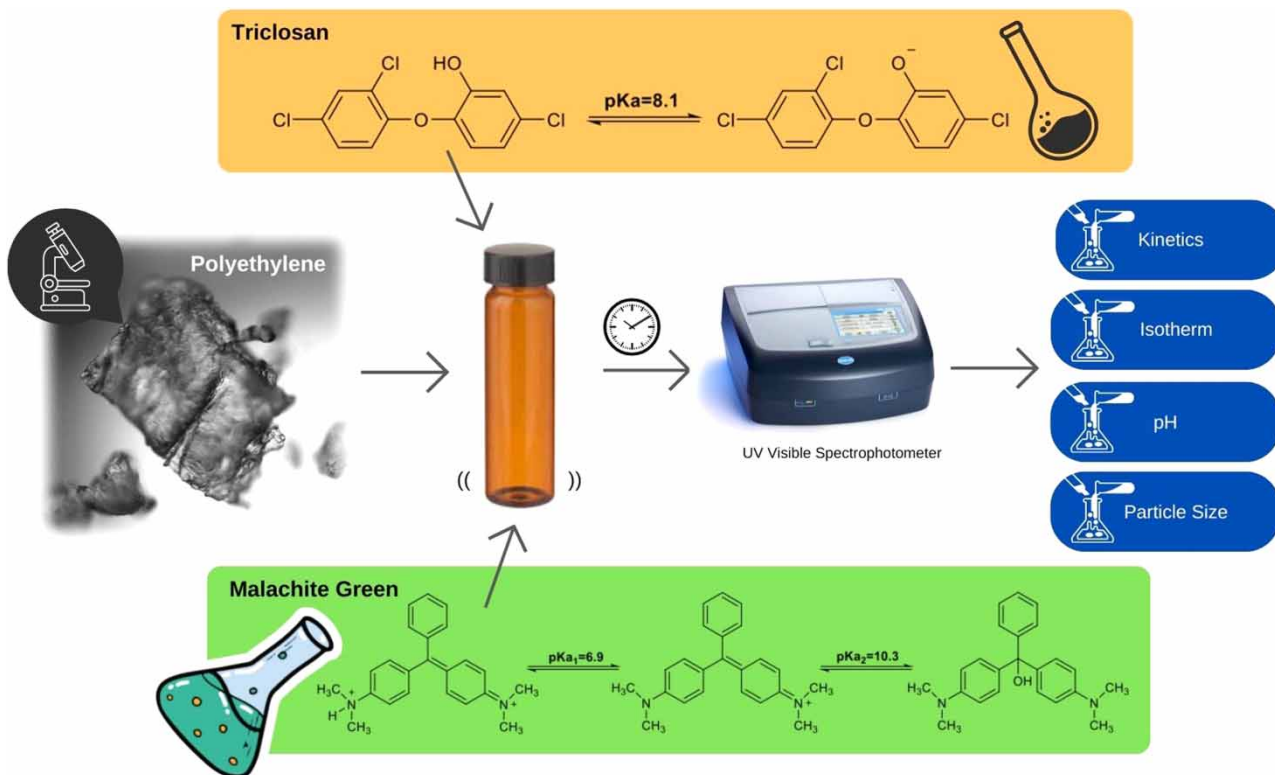 Triclosan
HO
Cl
Cl
O
Cl
pKa=8.1
O⁻
Cl
Cl
O
Cl
Polyethylene
(( ))
UV Visible Spectrophotometer
Kinetics
Isotherm
pH
Particle Size
Malachite Green
H₃C
N⁺
H
CH₃
CH₃
N⁺
CH₃
pKa₁=6.9
H₃C
N
CH₃
CH₃
N⁺
CH₃
pKa₂=10.3
OH
H₃C
N
CH₃
CH₃
N
CH₃